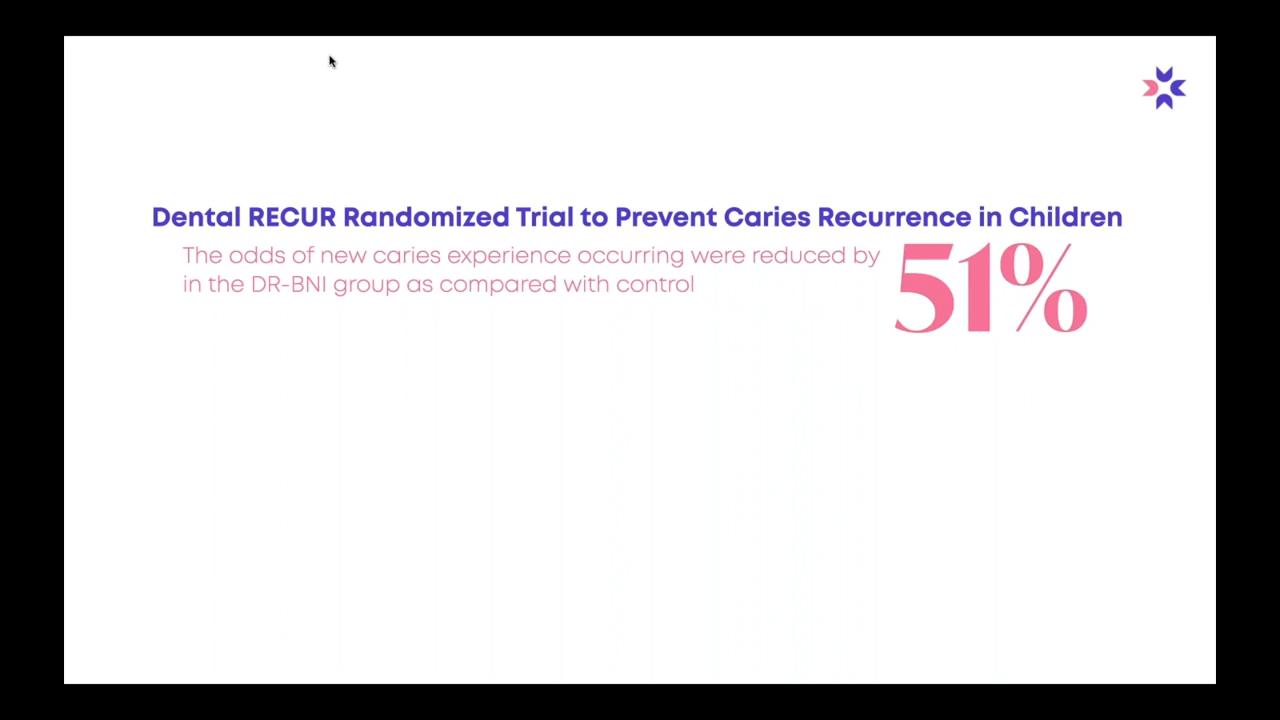 Dental RECUR Randomized Trial to Prevent Caries Recurrence in Children
The odds of new caries experience occurring were reduced by 51%
in the DR-BNI group as compared with control